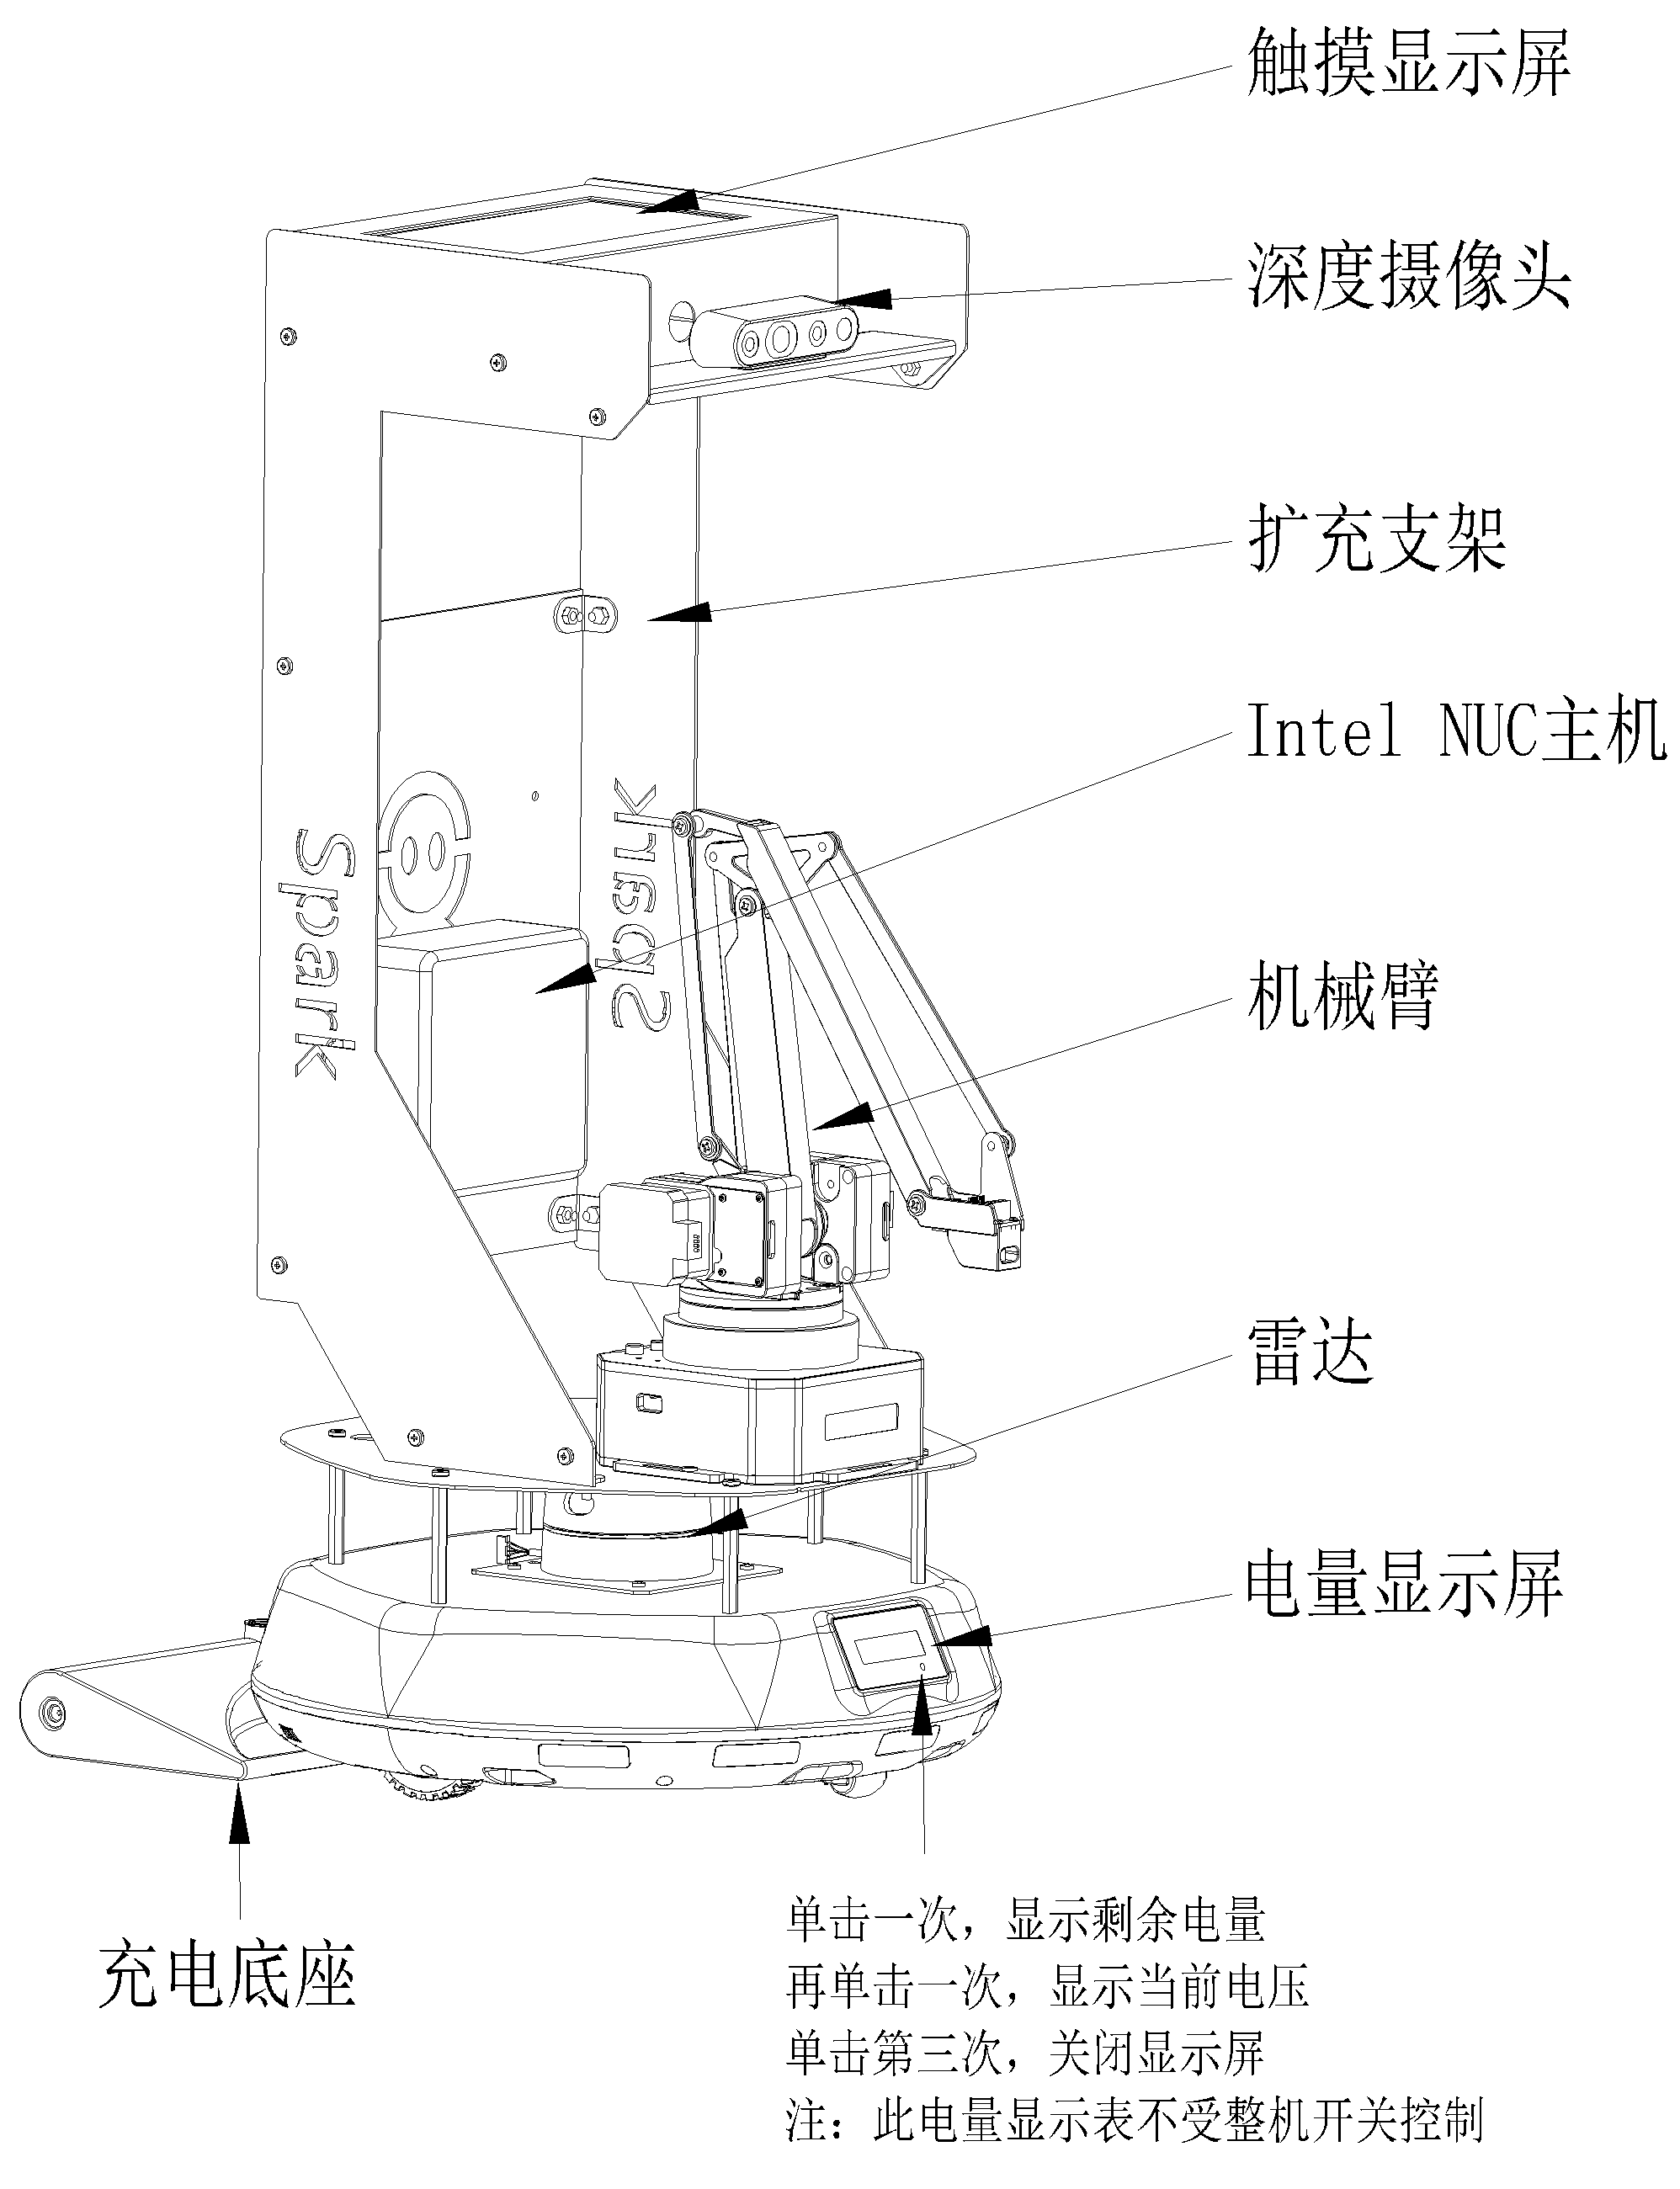 触摸显示屏
深度摄像头
扩充支架
Intel NUC主机
Spark
Spark
机械臂
雷达
电量显示屏
充电底座
单击一次，显示剩余电量
再单击一次，显示当前电压
单击第三次，关闭显示屏
注：此电量显示表不受整机开关控制